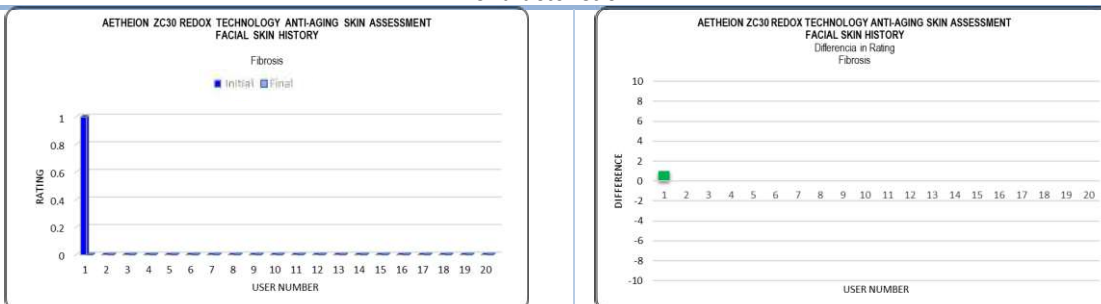 AETHEION ZC30 REDOX TECHNOLOGY ANTI-AGING SKIN ASSESSMENT
FACIAL SKIN HISTORY
Fibrosis
Initial Final
1
0.8
0.6
0.4
0.2
0
RATING
1 2 3 4 5 6 7 8 9 10 11 12 13 14 15 16 17 18 19 20
USER NUMBER
AETHEION ZC30 REDOX TECHNOLOGY ANTI-AGING SKIN ASSESSMENT
FACIAL SKIN HISTORY
Differencia in Rating
Fibrosis
10
8
6
4
2
0
-2
-4
-6
-8
-10
DIFFERENCE
1 2 3 4 5 6 7 8 9 10 11 12 13 14 15 16 17 18 19 20
USER NUMBER